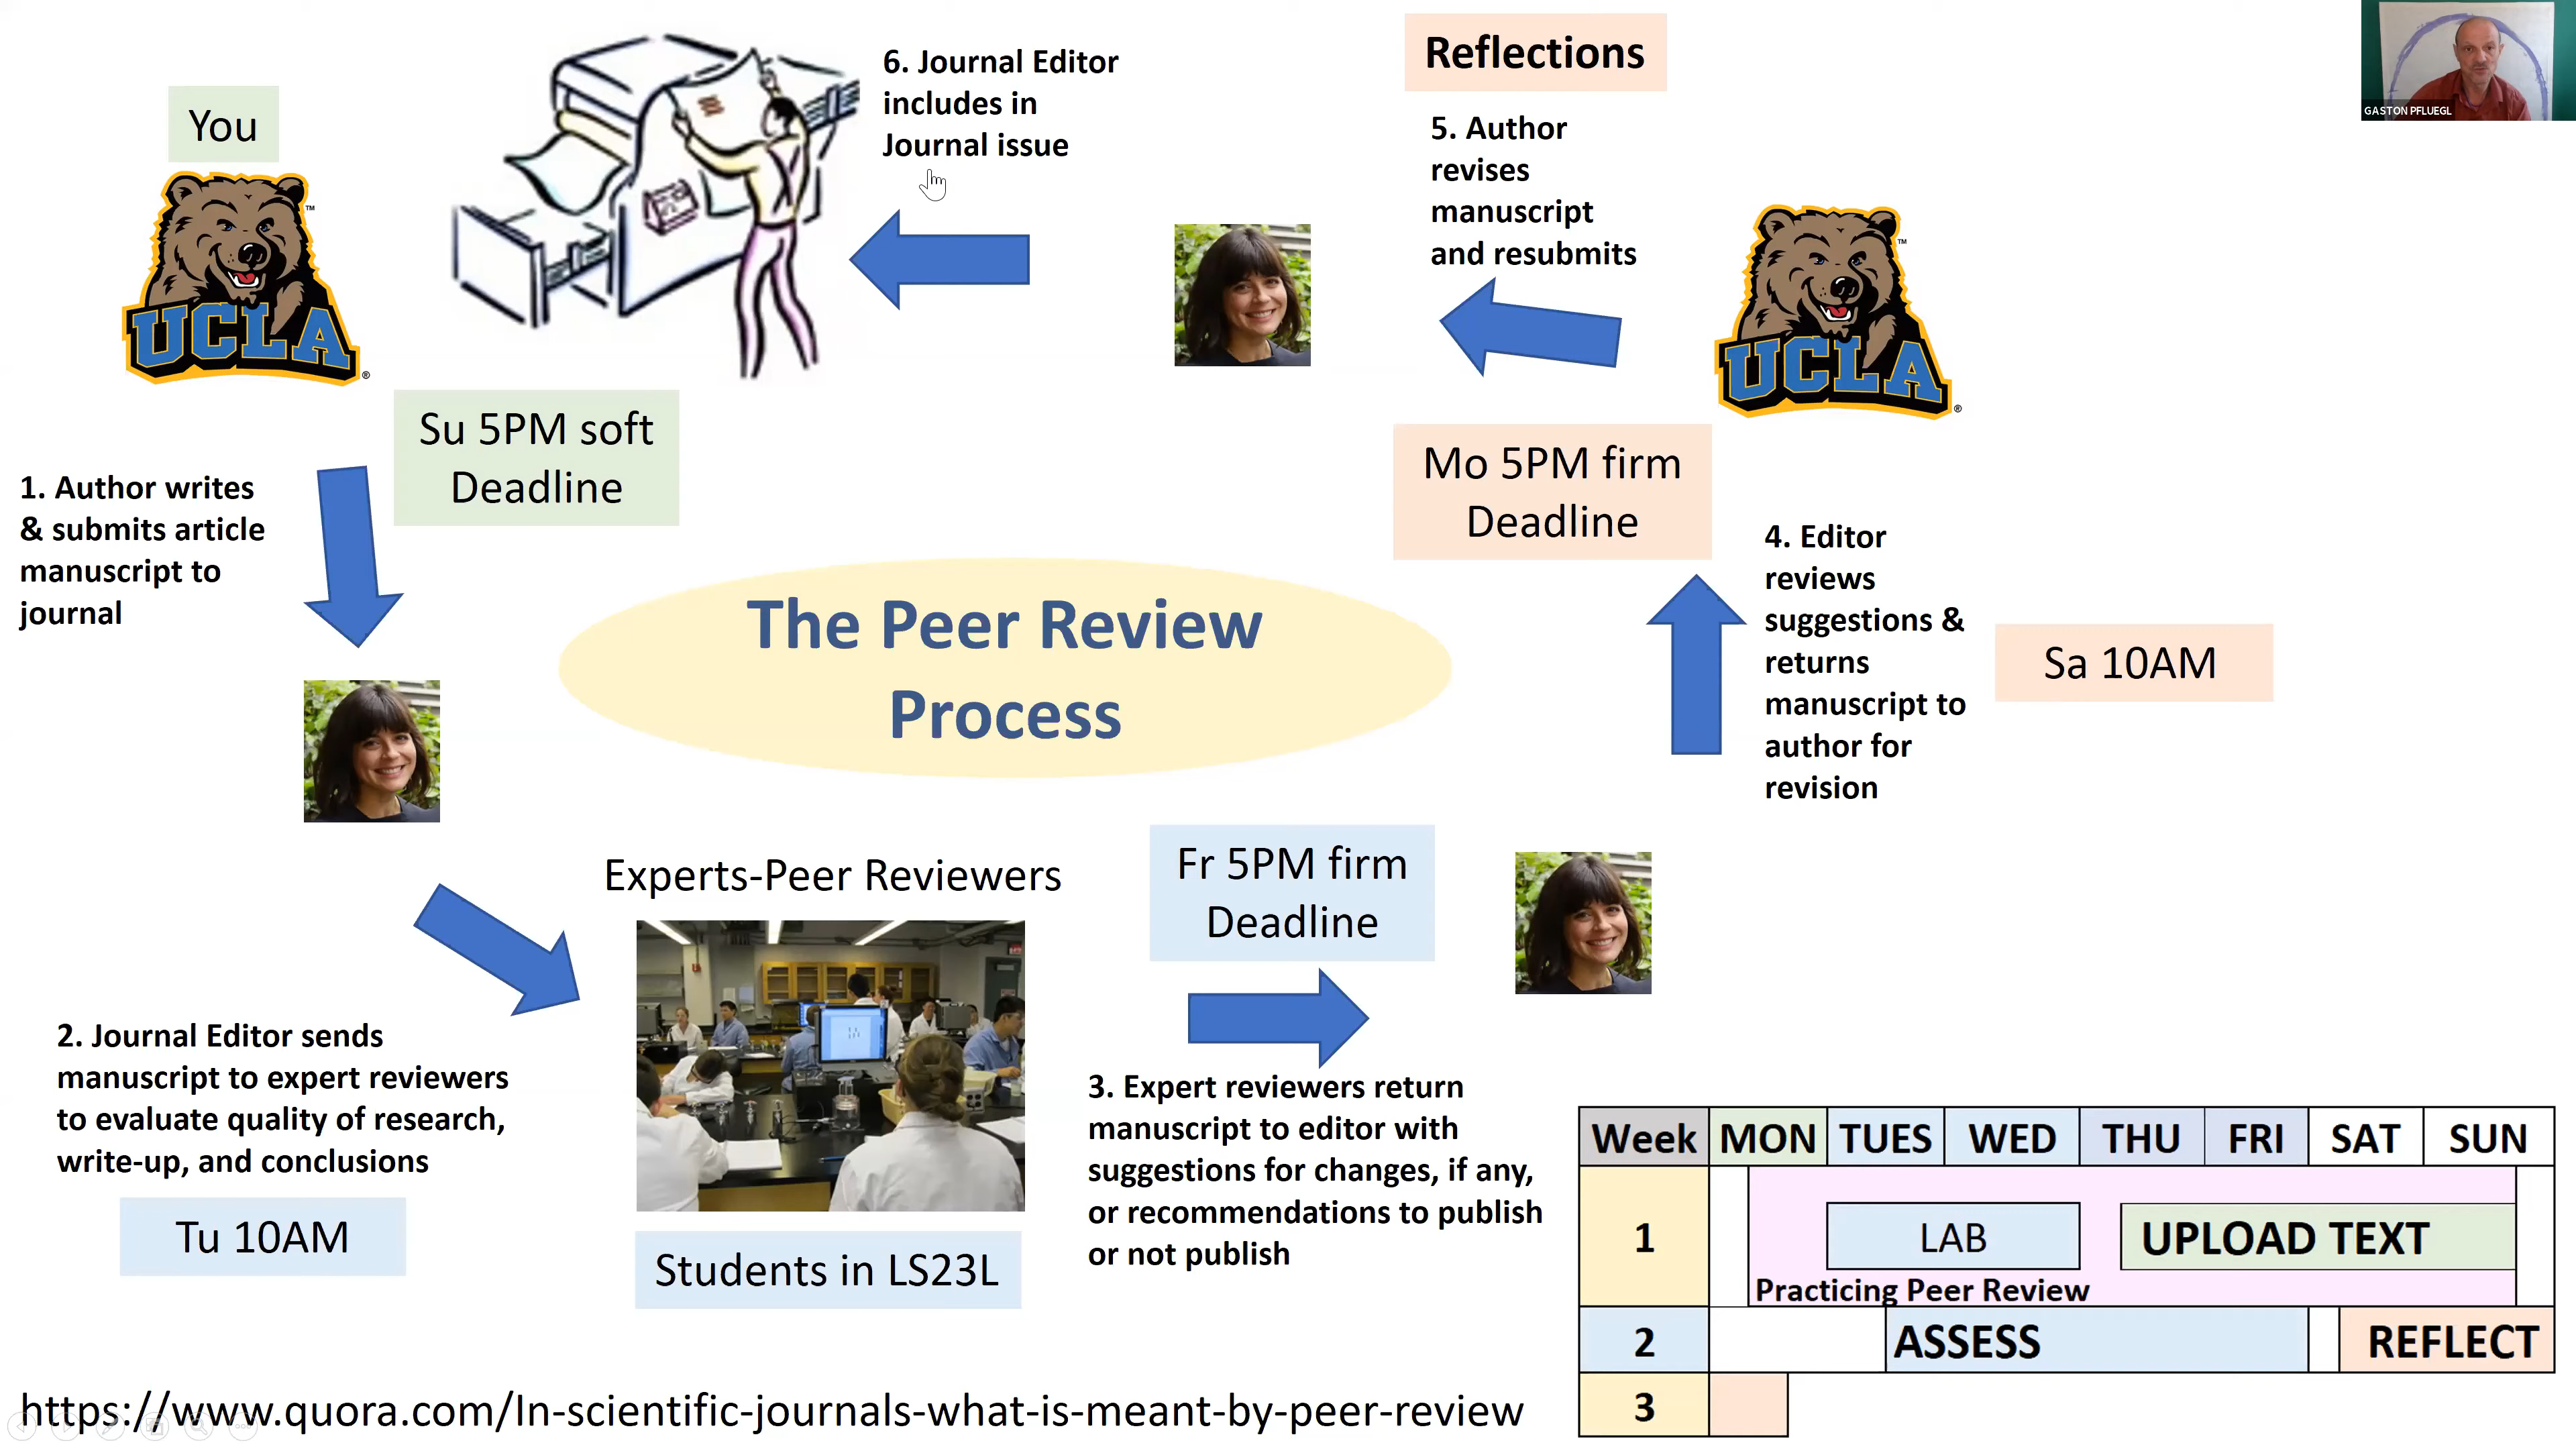 You
UCLA
™
®
6. Journal Editor
includes in
Journal issue
Reflections
5. Author
revises
manuscript
and resubmits
UCLA
™
®
GASTON PFLUEGL
Su 5PM soft
Deadline
1. Author writes
& submits article
manuscript to
journal
Mo 5PM firm
Deadline
4. Editor
reviews
suggestions &
returns
manuscript to
author for
revision
Sa 10AM
The Peer Review
Process
Experts-Peer Reviewers
Fr 5PM firm
Deadline
2. Journal Editor sends
manuscript to expert reviewers
to evaluate quality of research,
write-up, and conclusions
Tu 10AM
Students in LS23L
3. Expert reviewers return
manuscript to editor with
suggestions for changes, if any,
or recommendations to publish
or not publish
Week MON TUES WED THU FRI SAT SUN
1 LAB UPLOAD TEXT
Practicing Peer Review
2 ASSESS REFLECT
3
https://www.quora.com/In-scientific-journals-what-is-meant-by-peer-review